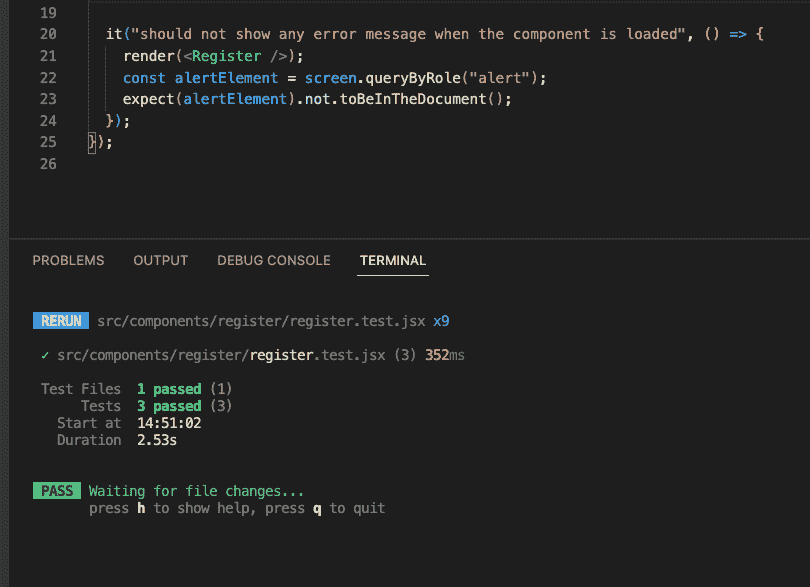 19
20 it("should not show any error message when the component is loaded", () => {
21 render(<Register />);
22 const alertElement = screen.queryByRole("alert");
23 expect(alertElement).not.toBeInTheDocument();
24 });
25 });
26
PROBLEMS OUTPUT DEBUG CONSOLE TERMINAL
RERUN src/components/register/register.test.jsx x9
✓ src/components/register/register.test.jsx (3) 352ms
Test Files 1 passed (1)
Tests 3 passed (3)
Start at 14:51:02
Duration 2.53s
PASS Waiting for file changes...
press h to show help, press q to quit